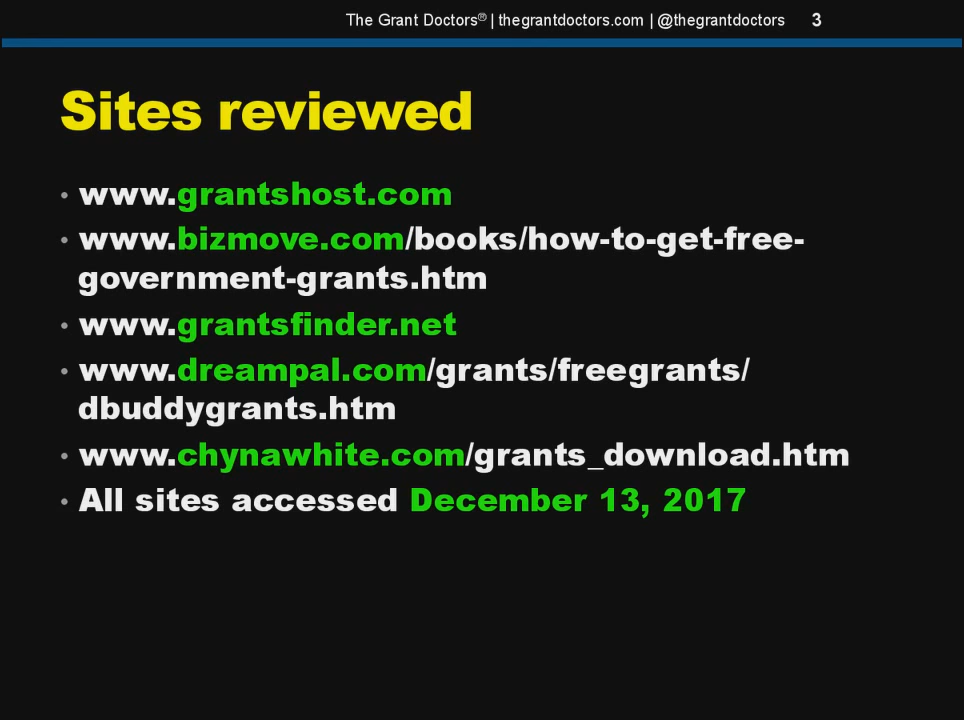 The Grant Doctors® | thegrantdoctors.com | @thegrantdoctors 3
Sites reviewed
• www.grantshost.com
• www.bizmove.com/books/how-to-get-free-
government-grants.htm
• www.grantsfinder.net
• www.dreampal.com/grants/freegrants/
dbuddygrants.htm
• www.chynawhite.com/grants_download.htm
• All sites accessed December 13, 2017